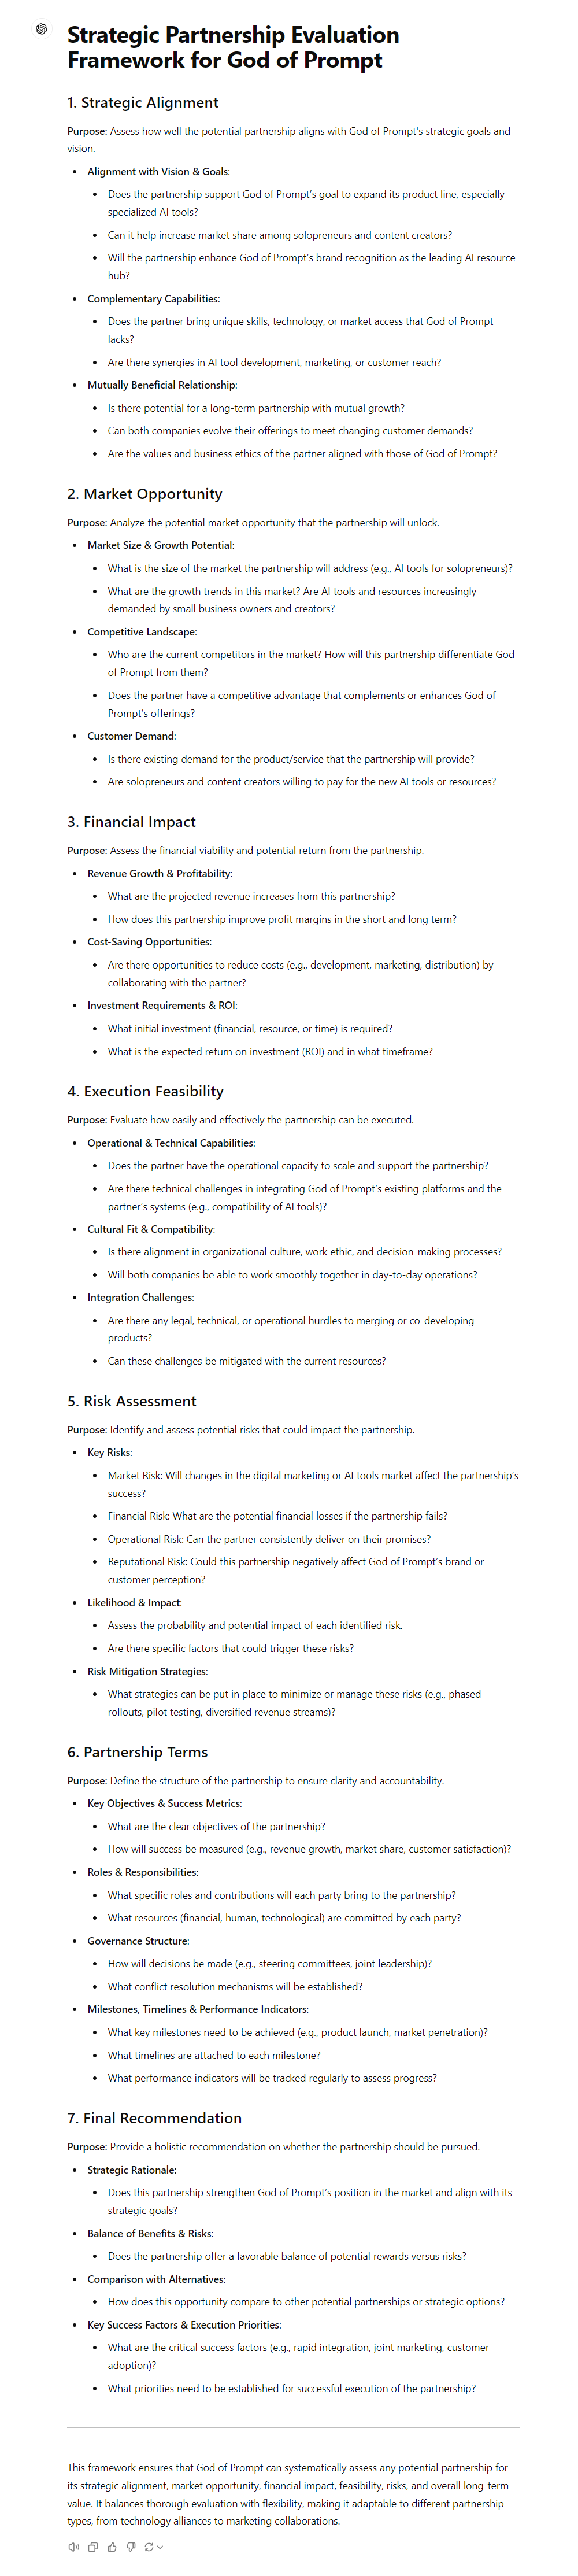 Strategic Partnership Evaluation
Framework for God of Prompt
1. Strategic Alignment
Purpose: Assess how well the potential partnership aligns with God of Prompt's strategic goals and
vision.
• Alignment with Vision & Goals:
• Does the partnership support God of Prompt's goal to expand its product line, especially
specialized AI tools?
• Can it help increase market share among solopreneurs and content creators?
• Will the partnership enhance God of Prompt's brand recognition as the leading AI resource
hub?
• Complementary Capabilities:
• Does the partner bring unique skills, technology, or market access that God of Prompt
lacks?
• Are there synergies in AI tool development, marketing, or customer reach?
• Mutually Beneficial Relationship:
• Is there potential for a long-term partnership with mutual growth?
• Can both companies evolve their offerings to meet changing customer demands?
• Are the values and business ethics of the partner aligned with those of God of Prompt?
2. Market Opportunity
Purpose: Analyze the potential market opportunity that the partnership will unlock.
• Market Size & Growth Potential:
• What is the size of the market the partnership will address (e.g., AI tools for solopreneurs)?
• What are the growth trends in this market? Are AI tools and resources increasingly
demanded by small business owners and creators?
• Competitive Landscape:
• Who are the current competitors in the market? How will this partnership differentiate God
of Prompt from them?
• Does the partner have a competitive advantage that complements or enhances God of
Prompt's offerings?
• Customer Demand:
• Is there existing demand for the product/service that the partnership will provide?
• Are solopreneurs and content creators willing to pay for the new AI tools or resources?
3. Financial Impact
Purpose: Assess the financial viability and potential return from the partnership.
• Revenue Growth & Profitability:
• What are the projected revenue increases from this partnership?
• How does this partnership improve profit margins in the short and long term?
• Cost-Saving Opportunities:
• Are there opportunities to reduce costs (e.g., development, marketing, distribution) by
collaborating with the partner?
• Investment Requirements & ROI:
• What initial investment (financial, resource, or time) is required?
• What is the expected return on investment (ROI) and in what timeframe?
4. Execution Feasibility
Purpose: Evaluate how easily and effectively the partnership can be executed.
• Operational & Technical Capabilities:
• Does the partner have the operational capacity to scale and support the partnership?
• Are there technical challenges in integrating God of Prompt's existing platforms and the
partner's systems (e.g., compatibility of AI tools)?
• Cultural Fit & Compatibility:
• Is there alignment in organizational culture, work ethic, and decision-making processes?
• Will both companies be able to work smoothly together in day-to-day operations?
• Integration Challenges:
• Are there any legal, technical, or operational hurdles to merging or co-developing
products?
• Can these challenges be mitigated with the current resources?
5. Risk Assessment
Purpose: Identify and assess potential risks that could impact the partnership.
• Key Risks:
• Market Risk: Will changes in the digital marketing or AI tools market affect the partnership's
success?
• Financial Risk: What are the potential financial losses if the partnership fails?
• Operational Risk: Can the partner consistently deliver on their promises?
• Reputational Risk: Could this partnership negatively affect God of Prompt's brand or
customer perception?
• Likelihood & Impact:
• Assess the probability and potential impact of each identified risk.
• Are there specific factors that could trigger these risks?
• Risk Mitigation Strategies:
• What strategies can be put in place to minimize or manage these risks (e.g., phased
rollouts, pilot testing, diversified revenue streams)?
6. Partnership Terms
Purpose: Define the structure of the partnership to ensure clarity and accountability.
• Key Objectives & Success Metrics:
• What are the clear objectives of the partnership?
• How will success be measured (e.g., revenue growth, market share, customer satisfaction)?
• Roles & Responsibilities:
• What specific roles and contributions will each party bring to the partnership?
• What resources (financial, human, technological) are committed by each party?
• Governance Structure:
• How will decisions be made (e.g., steering committees, joint leadership)?
• What conflict resolution mechanisms will be established?
• Milestones, Timelines & Performance Indicators:
• What key milestones need to be achieved (e.g., product launch, market penetration)?
• What timelines are attached to each milestone?
• What performance indicators will be tracked regularly to assess progress?
7. Final Recommendation
Purpose: Provide a holistic recommendation on whether the partnership should be pursued.
• Strategic Rationale:
• Does this partnership strengthen God of Prompt's position in the market and align with its
strategic goals?
• Balance of Benefits & Risks:
• Does the partnership offer a favorable balance of potential rewards versus risks?
• Comparison with Alternatives:
• How does this opportunity compare to other potential partnerships or strategic options?
• Key Success Factors & Execution Priorities:
• What are the critical success factors (e.g., rapid integration, joint marketing, customer
adoption)?
• What priorities need to be established for successful execution of the partnership?
This framework ensures that God of Prompt can systematically assess any potential partnership for
its strategic alignment, market opportunity, financial impact, feasibility, risks, and overall long-term
value. It balances thorough evaluation with flexibility, making it adaptable to different partnership
types, from technology alliances to marketing collaborations.